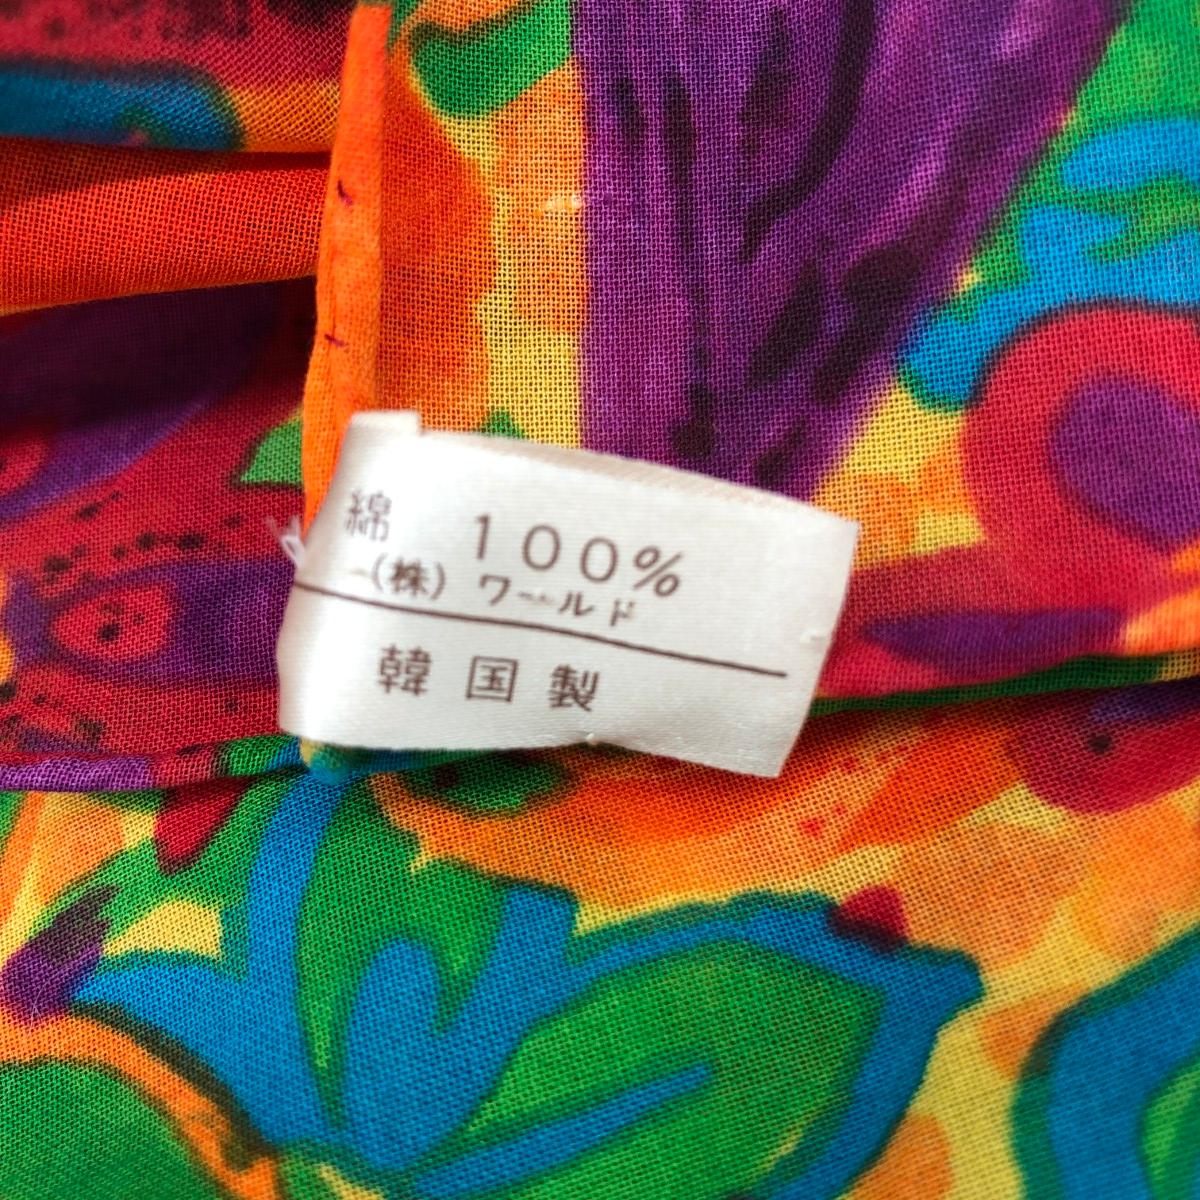 綿 100%
(株) ワールド
韓国製